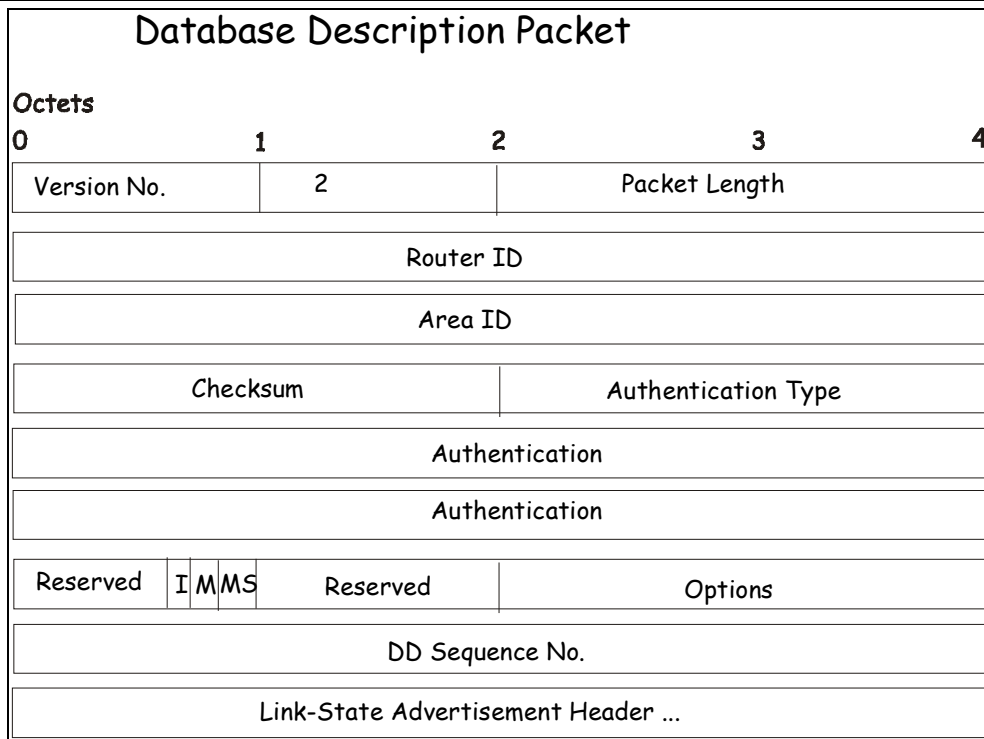 Database Description Packet
Octets
0 1 2 3 4
Version No. 2 Packet Length
Router ID
Area ID
Checksum Authentication Type
Authentication
Authentication
Reserved I M MS Reserved Options
DD Sequence No.
Link-State Advertisement Header ...